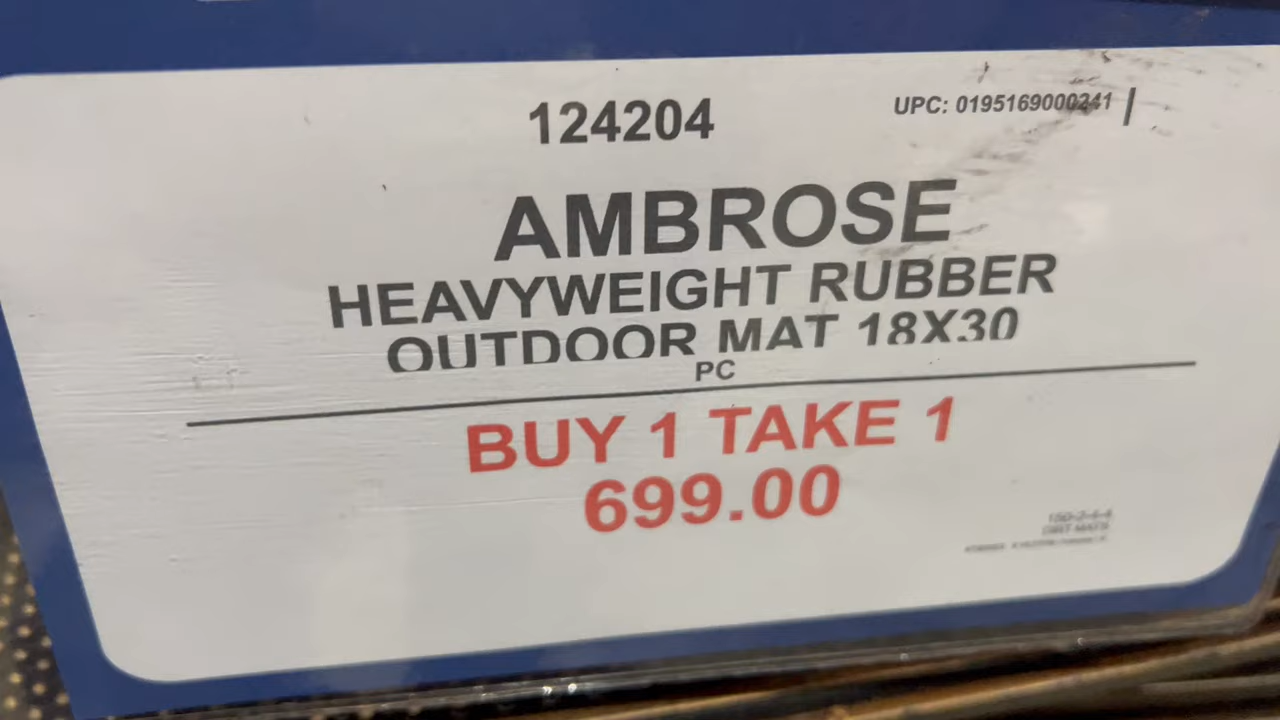 124204
UPC: 0195169000241
AMBROSE
HEAVYWEIGHT RUBBER
OUTDOOR MAT 18X30
PC
BUY 1 TAKE 1
699.00